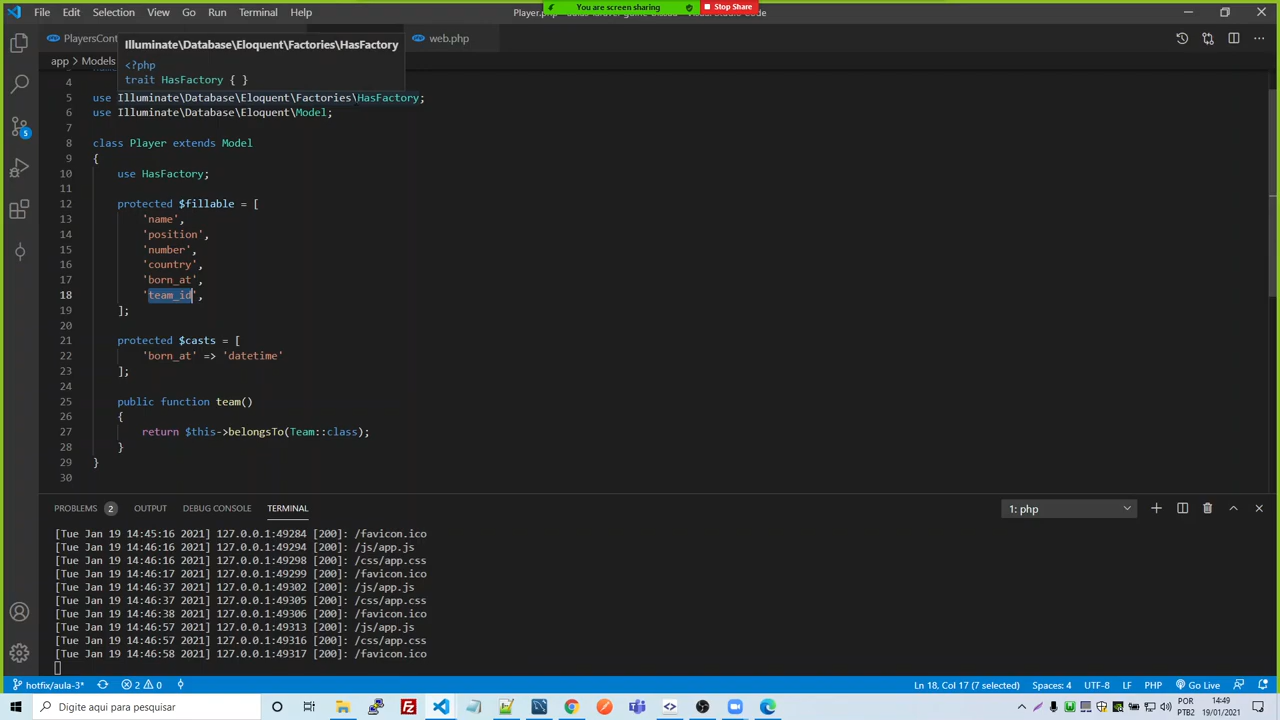 File Edit Selection View Go Run Terminal Help
You are screen sharing
Stop Share
PlayersCont
web.php
Illuminate\Database\Eloquent\Factories\HasFactory
<?php
trait HasFactory { }
app > Models
4
5 use Illuminate\Database\Eloquent\Factories\HasFactory;
6 use Illuminate\Database\Eloquent\Model;
7
8 class Player extends Model
9 {
10 use HasFactory;
11
12 protected $fillable = [
13 'name',
14 'position',
15 'number',
16 'country',
17 'born_at',
18 'team_id',
19 ];
20
21 protected $casts = [
22 'born_at' => 'datetime'
23 ];
24
25 public function team()
26 {
27 return $this->belongsTo(Team::class);
28 }
29 }
30
5
PROBLEMS 2 OUTPUT DEBUG CONSOLE TERMINAL
1: php
[Tue Jan 19 14:45:16 2021] 127.0.0.1:49284 [200]: /favicon.ico
[Tue Jan 19 14:46:16 2021] 127.0.0.1:49294 [200]: /js/app.js
[Tue Jan 19 14:46:16 2021] 127.0.0.1:49298 [200]: /css/app.css
[Tue Jan 19 14:46:17 2021] 127.0.0.1:49299 [200]: /favicon.ico
[Tue Jan 19 14:46:37 2021] 127.0.0.1:49302 [200]: /js/app.js
[Tue Jan 19 14:46:37 2021] 127.0.0.1:49305 [200]: /css/app.css
[Tue Jan 19 14:46:38 2021] 127.0.0.1:49306 [200]: /favicon.ico
[Tue Jan 19 14:46:57 2021] 127.0.0.1:49313 [200]: /js/app.js
[Tue Jan 19 14:46:57 2021] 127.0.0.1:49316 [200]: /css/app.css
[Tue Jan 19 14:46:58 2021] 127.0.0.1:49317 [200]: /favicon.ico
hotfix/aula-3* 2 0
Ln 18, Col 17 (7 selected) Spaces: 4 UTF-8 LF PHP Go Live
Digite aqui para pesquisar
POR
PTB2
14:49
19/01/2021